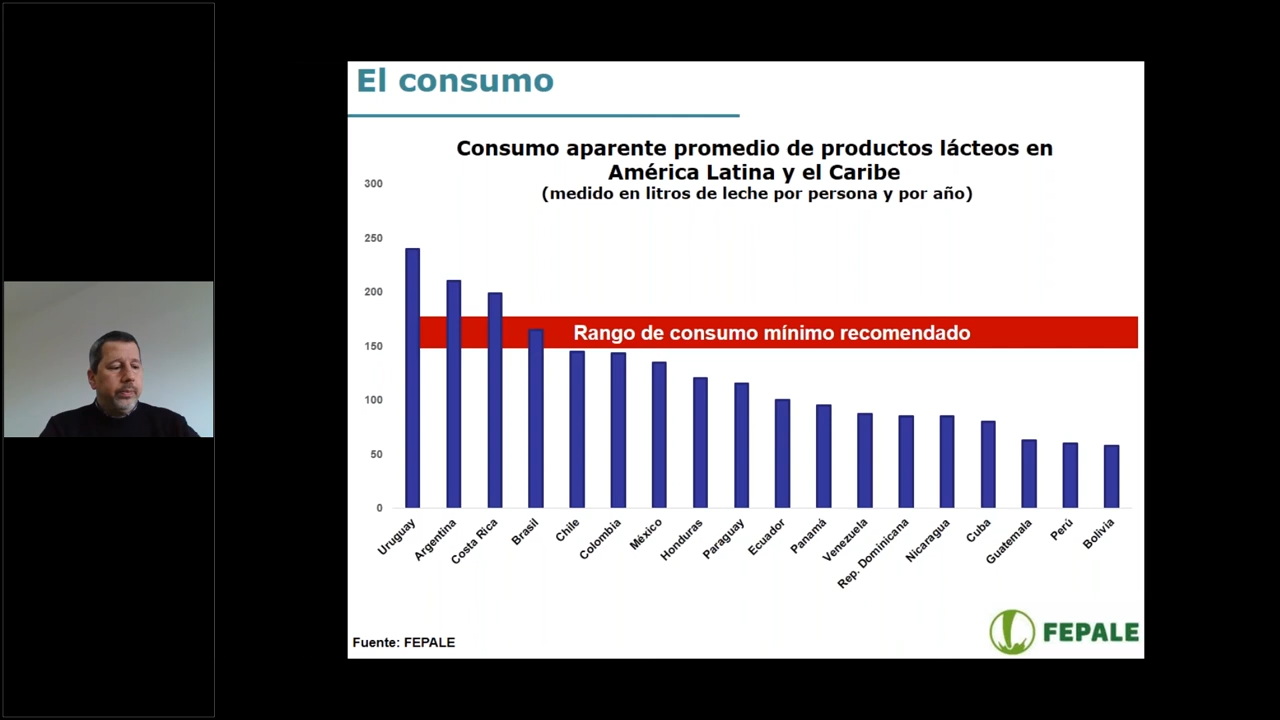 El consumo
Consumo aparente promedio de productos lácteos en
América Latina y el Caribe
(medido en litros de leche por persona y por año)
300
250
200
150
100
50
0
Rango de consumo mínimo recomendado
Uruguay
Argentina
Costa Rica
Brasil
Chile
Colombia
México
Honduras
Paraguay
Ecuador
Panamá
Venezuela
Rep. Dominicana
Nicaragua
Cuba
Guatemala
Perú
Bolivia
Fuente: FEPALE
FEPALE